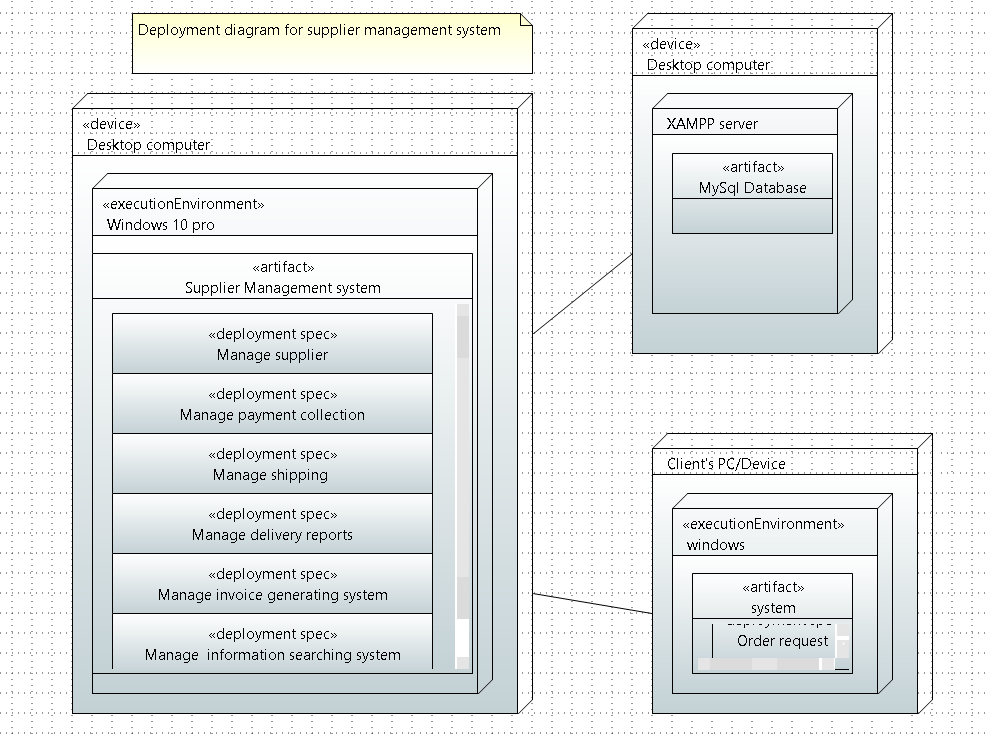 Deployment diagram for supplier management system
«device»
Desktop computer
«executionEnvironment»
Windows 10 pro
«artifact»
Supplier Management system
«deployment spec»
Manage supplier
«deployment spec»
Manage payment collection
«deployment spec»
Manage shipping
«deployment spec»
Manage delivery reports
«deployment spec»
Manage invoice generating system
«deployment spec»
Manage  information searching system
«device»
Desktop computer
XAMPP server
«artifact»
MySql Database
Client's PC/Device
«executionEnvironment»
windows
«artifact»
system
Order request